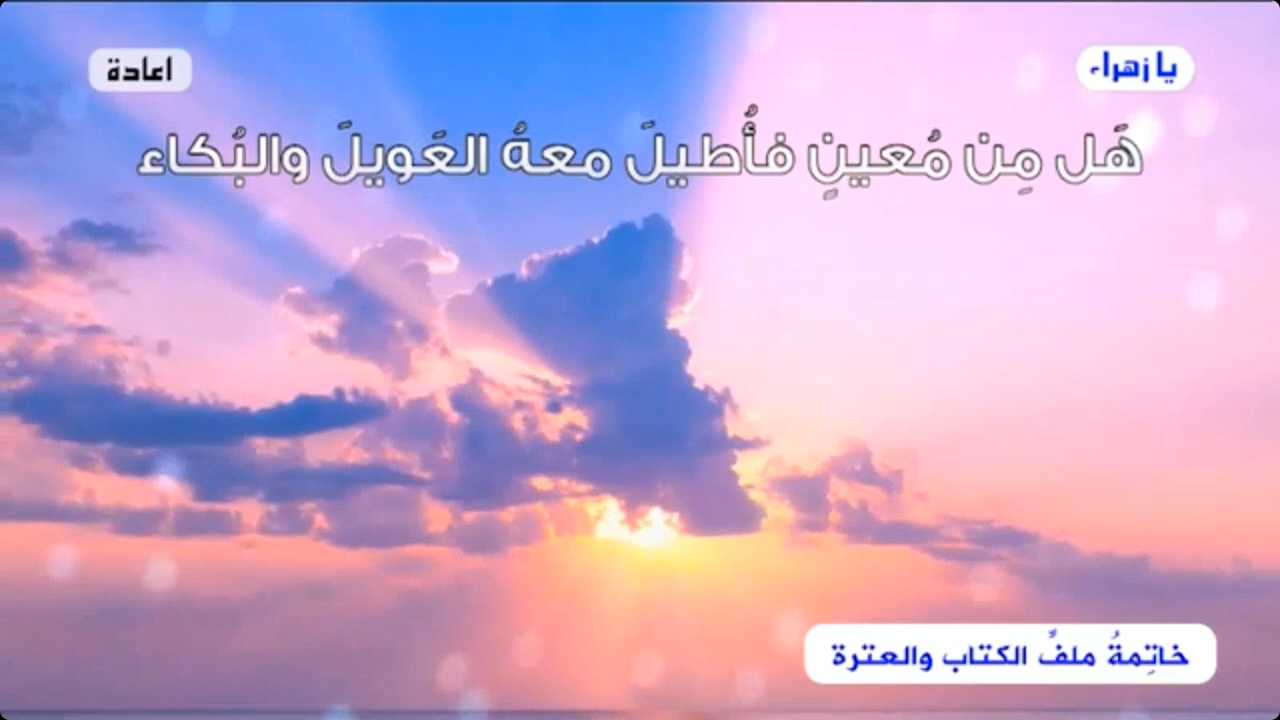 يا زهراء
اعادة
هَل مِن مُعينٍ فأُطيلَ معهُ العَويلَ والبُكاء
خاتِمةُ ملفِّ الكتاب والعترة